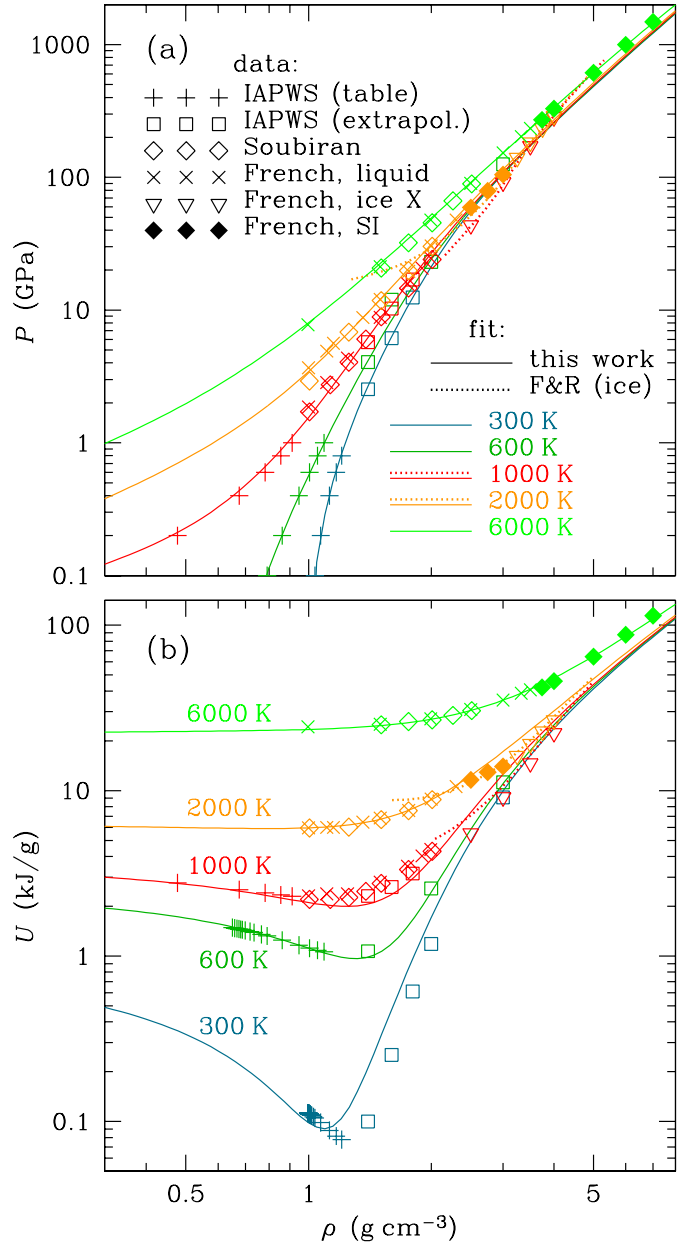 (a)
data:
IAPWS (table)
IAPWS (extrapol.)
Soubiran
French, liquid
French, ice X
French, SI
1000
100
10
1
0.1
P (GPa)
fit:
this work
F&R (ice)
300 K
600 K
1000 K
2000 K
6000 K
(b)
100
10
1
0.1
U (kJ/g)
6000 K
2000 K
1000 K
600 K
300 K
0.5 1 5
ρ (g cm⁻³)